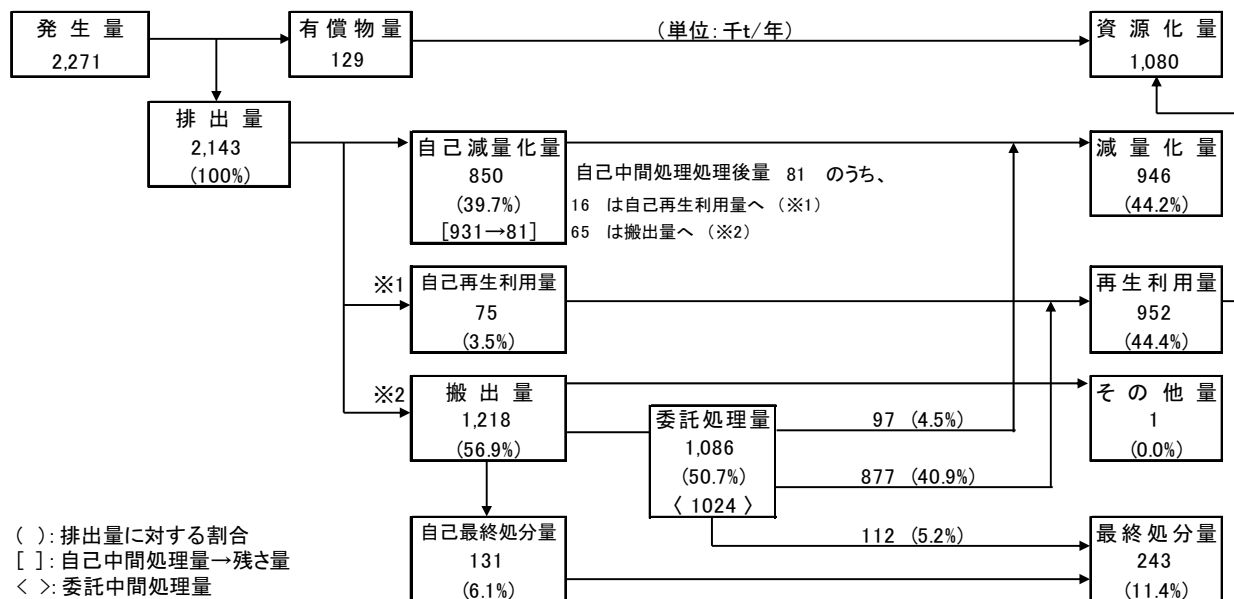 発生量
2,271
有償物量
129
(単位:千t/年)
資源化量
1,080
排出量
2,143
(100%)
自己減量化量
850
(39.7%)
[931→81]
自己中間処理処理後量 81 のうち、
16 は自己再生利用量へ (※1)
65 は搬出量へ (※2)
減量化量
946
(44.2%)
※1
自己再生利用量
75
(3.5%)
再生利用量
952
(44.4%)
※2
搬出量
1,218
(56.9%)
委託処理量
1,086
(50.7%)
〈 1024 〉
97 (4.5%)
877 (40.9%)
その他量
1
(0.0%)
自己最終処分量
131
(6.1%)
112 (5.2%)
最終処分量
243
(11.4%)
( ):排出量に対する割合
[ ]:自己中間処理量→残さ量
< >:委託中間処理量